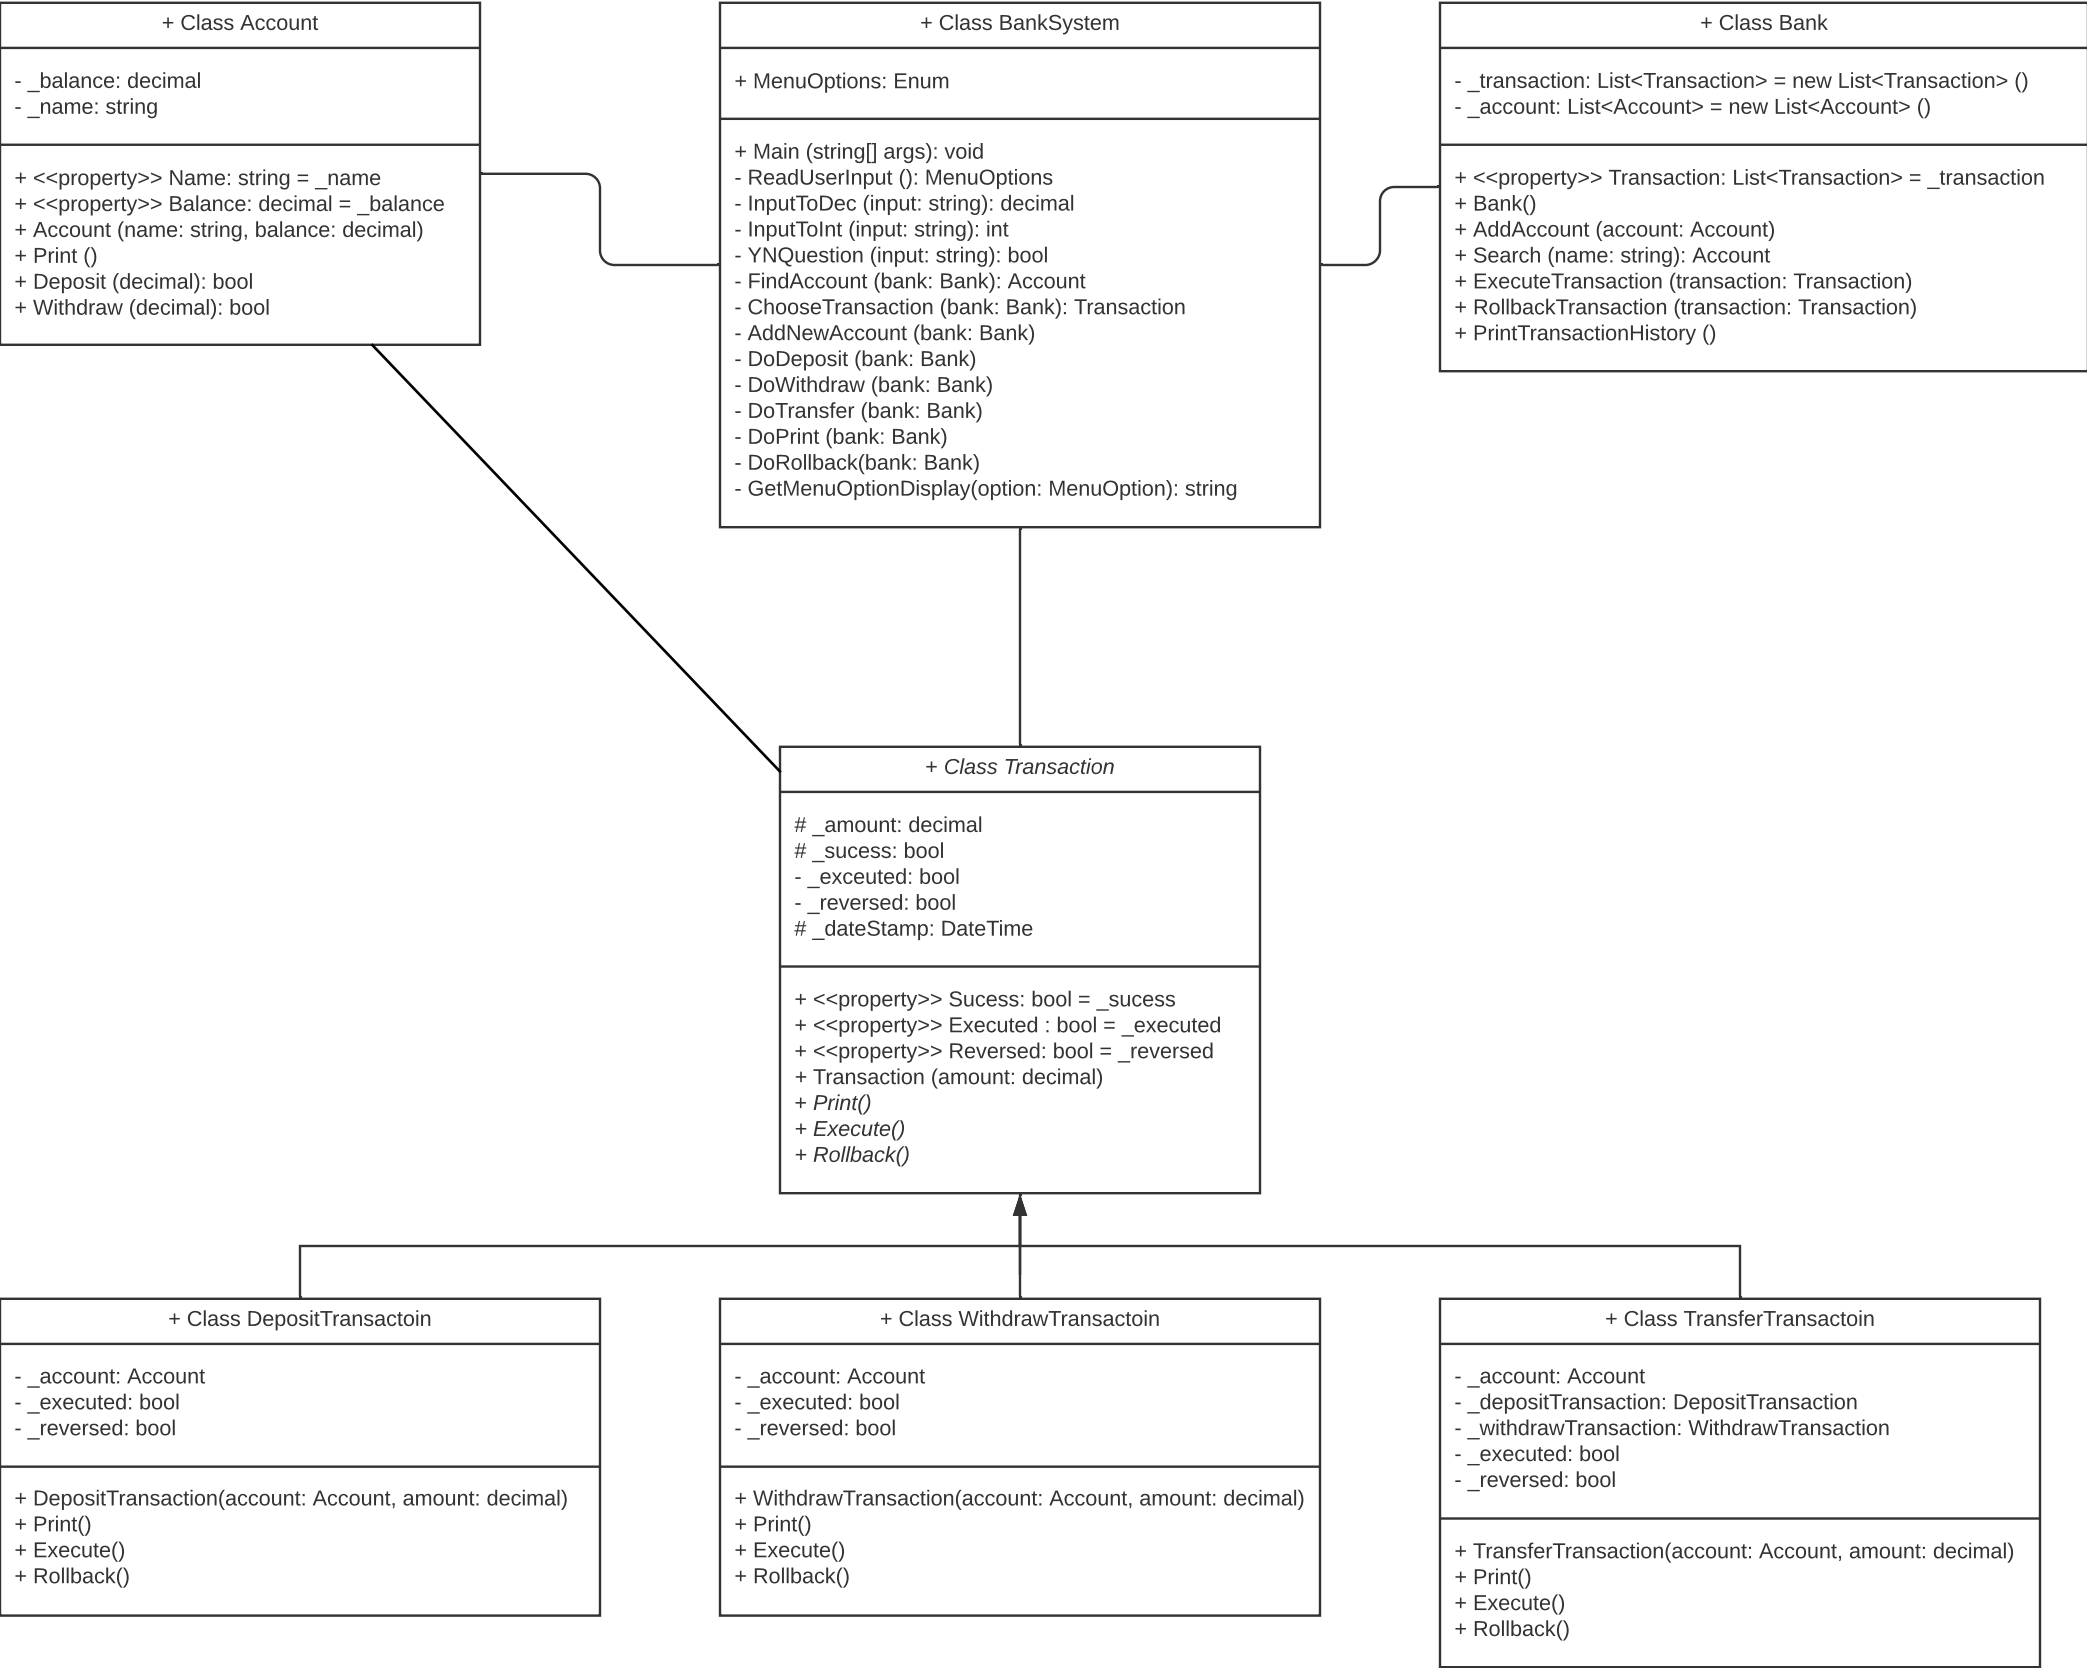 + Class Account
- _balance: decimal
- _name: string
+ <<property>> Name: string = _name
+ <<property>> Balance: decimal = _balance
+ Account (name: string, balance: decimal)
+ Print ()
+ Deposit (decimal): bool
+ Withdraw (decimal): bool
+ Class BankSystem
+ MenuOptions: Enum
+ Main (string[] args): void
- ReadUserInput (): MenuOptions
- InputToDec (input: string): decimal
- InputToInt (input: string): int
- YNQuestion (input: string): bool
- FindAccount (bank: Bank): Account
- ChooseTransaction (bank: Bank): Transaction
- AddNewAccount (bank: Bank)
- DoDeposit (bank: Bank)
- DoWithdraw (bank: Bank)
- DoTransfer (bank: Bank)
- DoPrint (bank: Bank)
- DoRollback(bank: Bank)
- GetMenuOptionDisplay(option: MenuOption): string
+ Class Bank
- _transaction: List<Transaction> = new List<Transaction> ()
- _account: List<Account> = new List<Account> ()
+ <<property>> Transaction: List<Transaction> = _transaction
+ Bank()
+ AddAccount (account: Account)
+ Search (name: string): Account
+ ExecuteTransaction (transaction: Transaction)
+ RollbackTransaction (transaction: Transaction)
+ PrintTransactionHistory ()
+ Class Transaction
# _amount: decimal
# _sucess: bool
- _exceuted: bool
- _reversed: bool
# _dateStamp: DateTime
+ <<property>> Sucess: bool = _sucess
+ <<property>> Executed : bool = _executed
+ <<property>> Reversed: bool = _reversed
+ Transaction (amount: decimal)
+ Print()
+ Execute()
+ Rollback()
+ Class DepositTransactoin
- _account: Account
- _executed: bool
- _reversed: bool
+ DepositTransaction(account: Account, amount: decimal)
+ Print()
+ Execute()
+ Rollback()
+ Class WithdrawTransactoin
- _account: Account
- _executed: bool
- _reversed: bool
+ WithdrawTransaction(account: Account, amount: decimal)
+ Print()
+ Execute()
+ Rollback()
+ Class TransferTransactoin
- _account: Account
- _depositTransaction: DepositTransaction
- _withdrawTransaction: WithdrawTransaction
- _executed: bool
- _reversed: bool
+ TransferTransaction(account: Account, amount: decimal)
+ Print()
+ Execute()
+ Rollback()